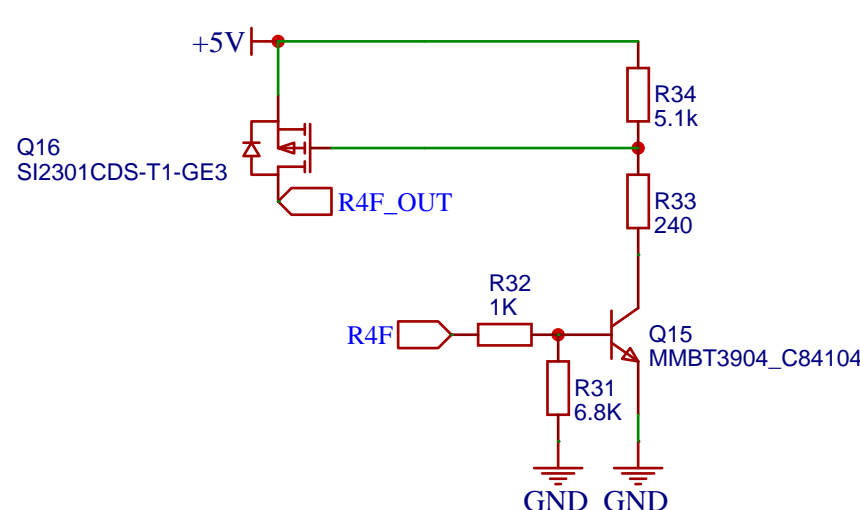 +5V
R34
5.1k
Q16
SI2301CDS-T1-GE3
R4F_OUT
R33
240
R32
1K
R4F
Q15
MMBT3904_C84104
R31
6.8K
GND GND